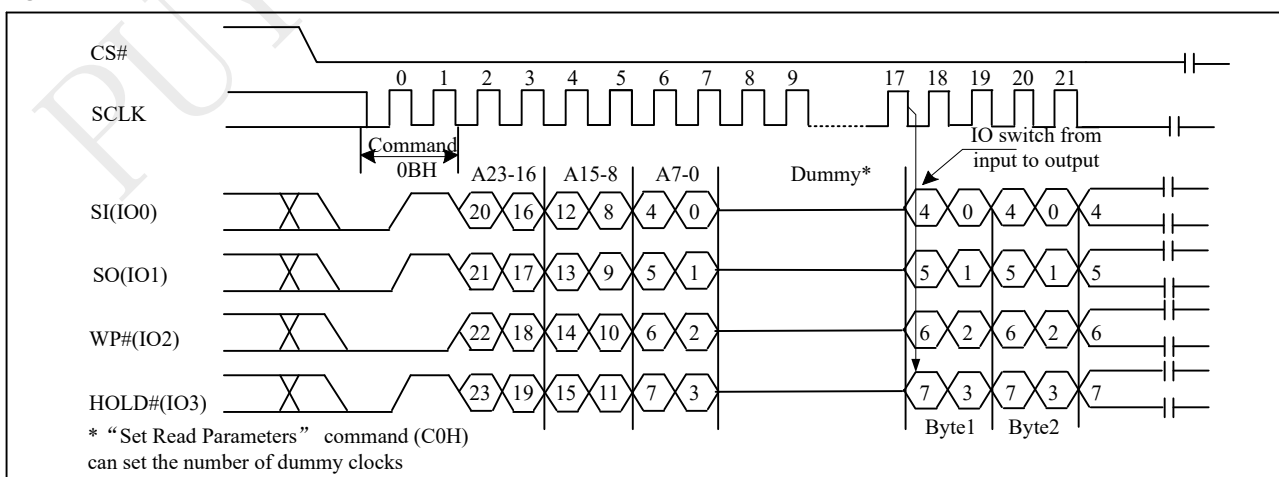 PUY
CS#
0 1 2 3 4 5 6 7 8 9 17 18 19 20 21
SCLK
IO switch from
input to output
Command
0BH
A23-16 A15-8 A7-0 Dummy*
SI(IO0) 20 16 12 8 4 0 4 0 4 0 4
SO(IO1) 21 17 13 9 5 1 5 1 5 1 5
WP#(IO2) 22 18 14 10 6 2 6 2 6 2 6
HOLD#(IO3) 23 19 15 11 7 3 7 3 7 3 7
Byte1 Byte2
* “Set Read Parameters” command (C0H)
can set the number of dummy clocks